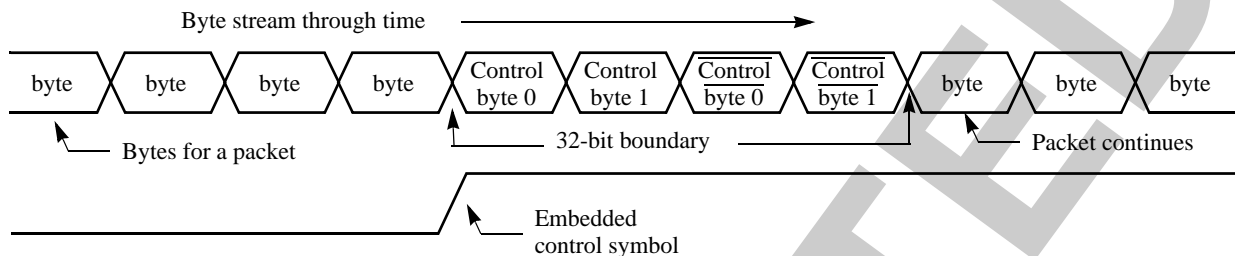 Byte stream through time
byte byte byte byte Control byte 0 Control byte 1 Control byte 0 Control byte 1 byte byte byte
Bytes for a packet
32-bit boundary
Packet continues
Embedded
control symbol